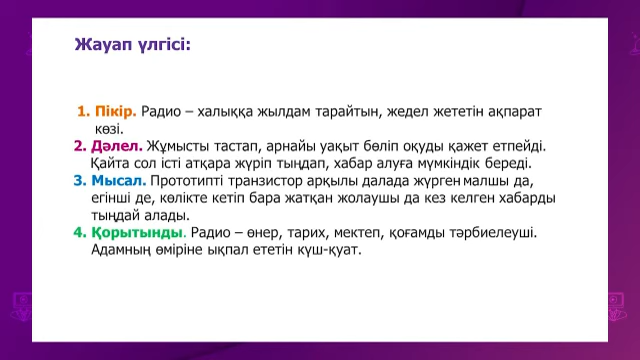 Жауап үлгісі:
1. Пікір. Радио – халыққа жылдам тарайтын, жедел жететін ақпарат
көзі.
2. Дәлел. Жұмысты тастап, арнайы уақыт бөліп оқуды қажет етпейді.
Қайта сол істі атқара жүріп тыңдап, хабар алуға мүмкіндік береді.
3. Мысал. Прототипті транзистор арқылы далада жүрген малшы да,
егінші де, көлікте кетіп бара жатқан жолаушы да кез келген хабарды
тыңдай алады.
4. Қорытынды. Радио – өнер, тарих, мектеп, қоғамды тәрбиелеуші.
Адамның өміріне ықпал ететін күш-қуат.